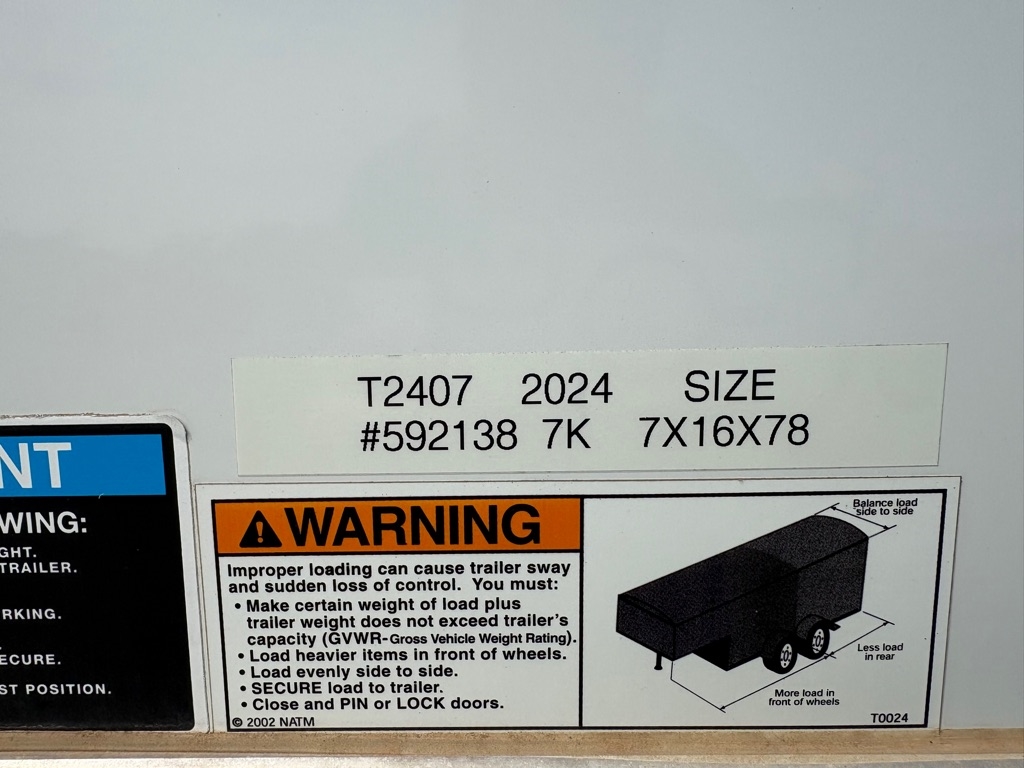 T2407 2024 SIZE
#592138 7K 7X16X78
NT
WING:
GHT.
TRAILER.
RKING.
ECURE.
ST POSITION.
WARNING
Improper loading can cause trailer sway
and sudden loss of control. You must:
• Make certain weight of load plus
trailer weight does not exceed trailer's
capacity (GVWR-Gross Vehicle Weight Rating).
• Load heavier items in front of wheels.
• Load evenly side to side.
• SECURE load to trailer.
• Close and PIN or LOCK doors.
© 2002 NATM
Balance load
side to side
Less load
in rear
More load in
front of wheels
T0024